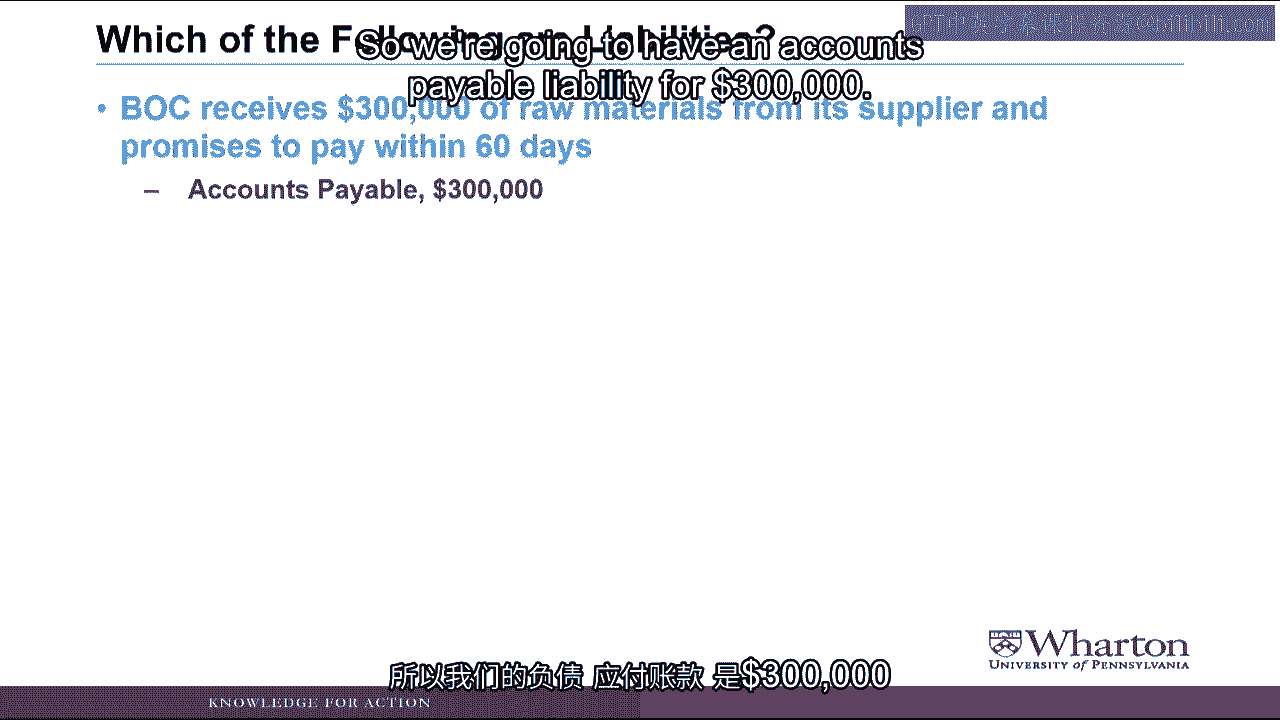 Which of the Following are Liabilities?
So we're going to have an accounts
payable liability for $300,000.
• BOC receives $300,000 of raw materials from its supplier and
promises to pay within 60 days
– Accounts Payable, $300,000
Wharton
UNIVERSITY of PENNSYLVANIA
所以我们的负债 应付账款 是$300,000
KNOWLEDGE FOR ACTION